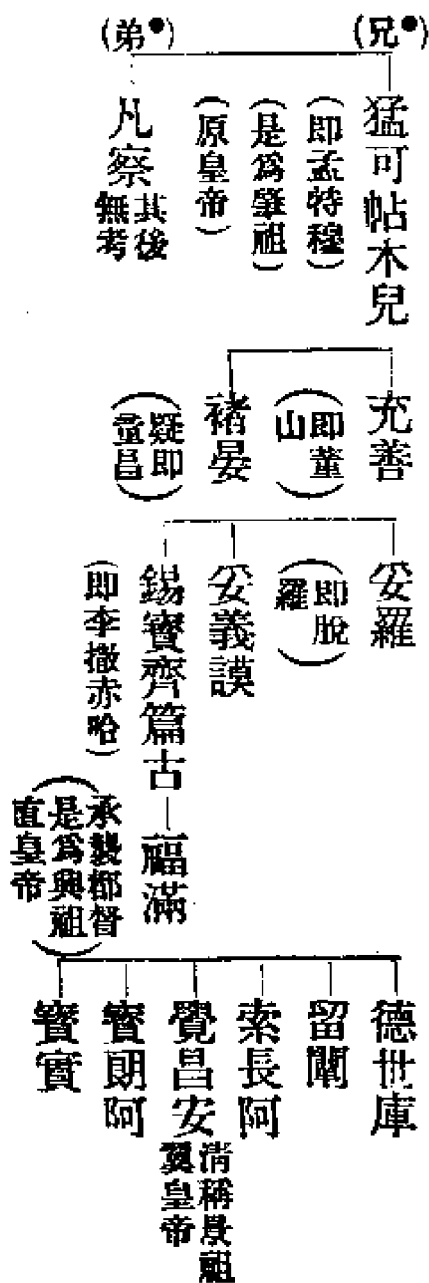 (兄●)
猛可帖木兒
(即孟特穆)
(是爲肇祖)
(原皇帝)
(弟●)
凡察
其後
無考
充善
(即董
山)
褚晏
(疑即
童昌)
妥羅
(即脫
羅)
妥義謨
錫寶齊篇古—福滿
(即李撒赤哈)
(承襲都督
是爲興祖
直皇帝)
德世庫
留闡
索長阿
覺昌安
清稱景祖
翼皇帝
寶朗阿
寶實